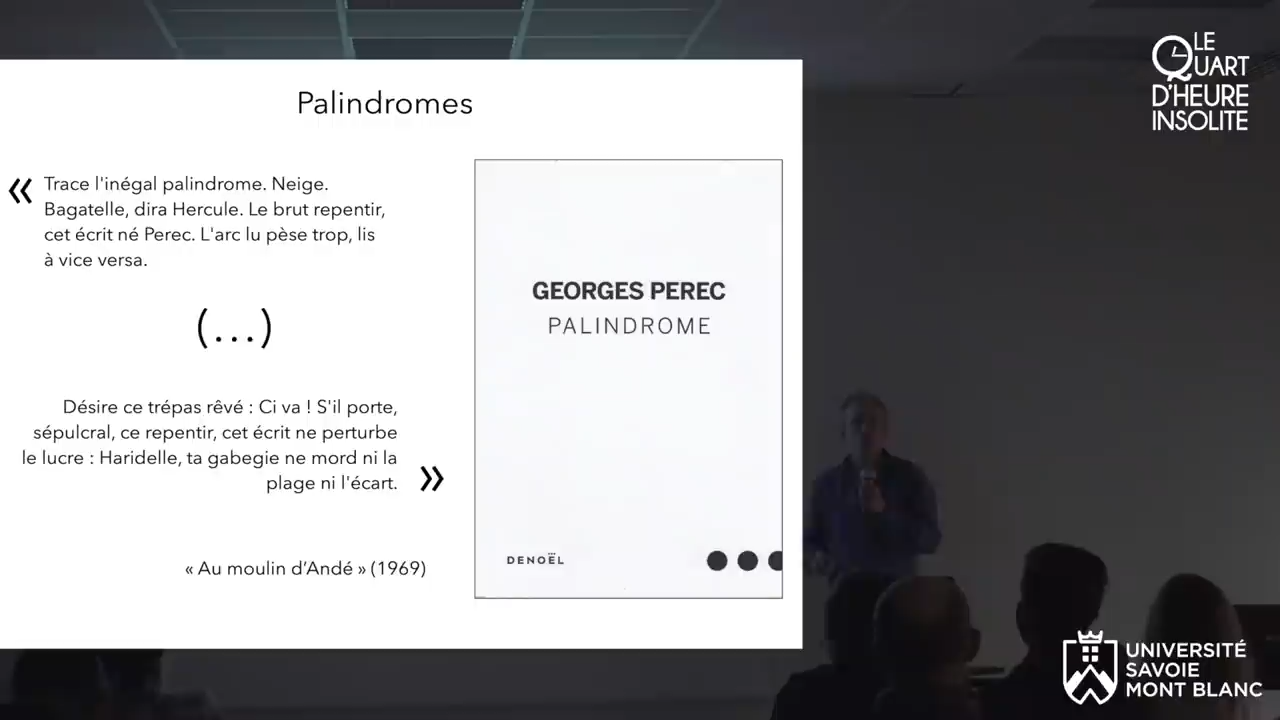 LE
QUART
D'HEURE
INSOLITE
Palindromes
« Trace l'inégal palindrome. Neige.
Bagatelle, dira Hercule. Le brut repentir,
cet écrit né Perec. L'arc lu pèse trop, lis
à vice versa.
(...)
Désire ce trépas rêvé : Ci va ! S'il porte,
sépulcral, ce repentir, cet écrit ne perturbe
le lucre : Haridelle, ta gabegie ne mord ni la
plage ni l'écart. »
« Au moulin d’Andé » (1969)
GEORGES PEREC
PALINDROME
DENOËL
UNIVERSITÉ
SAVOIE
MONT BLANC